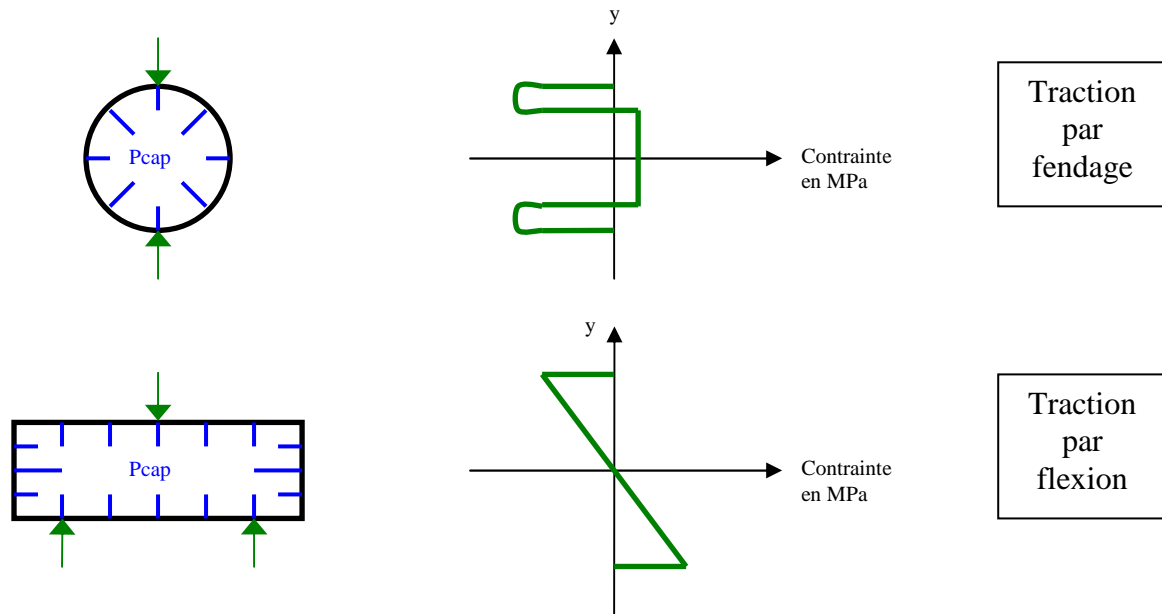 y
Pcap
Contrainte
en MPa
Traction
par
fendage
y
Pcap
Contrainte
en MPa
Traction
par
flexion